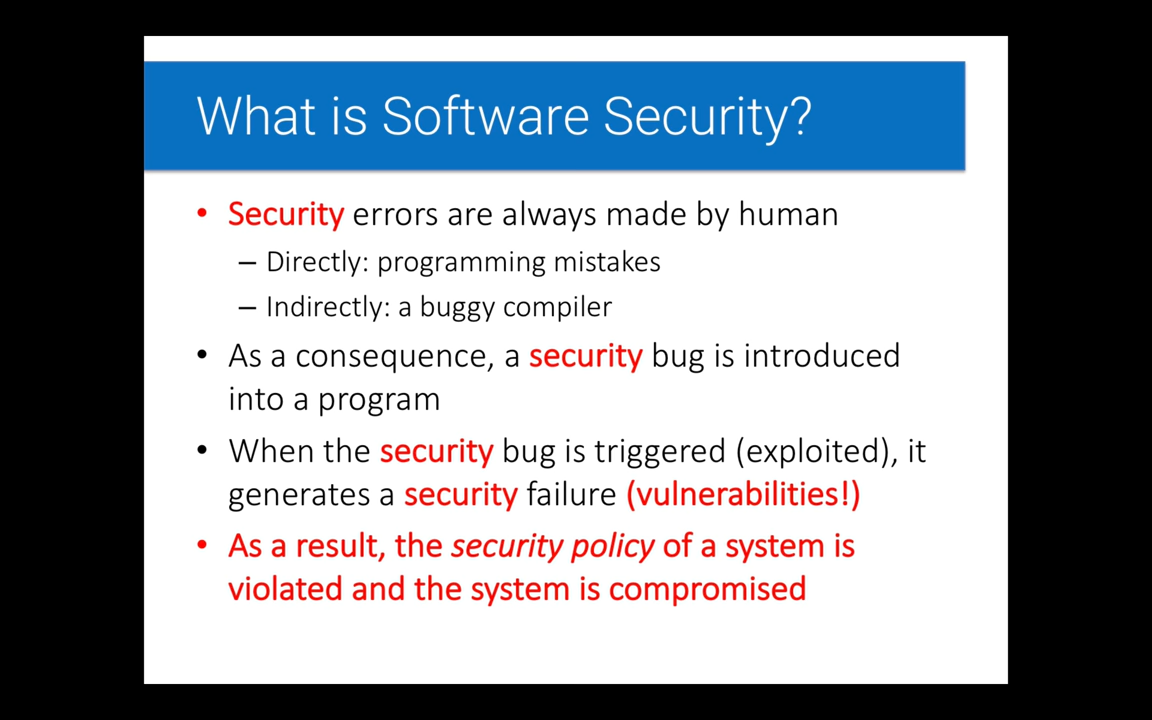 What is Software Security?
• Security errors are always made by human
– Directly: programming mistakes
– Indirectly: a buggy compiler
• As a consequence, a security bug is introduced
into a program
• When the security bug is triggered (exploited), it
generates a security failure (vulnerabilities!)
• As a result, the security policy of a system is
violated and the system is compromised